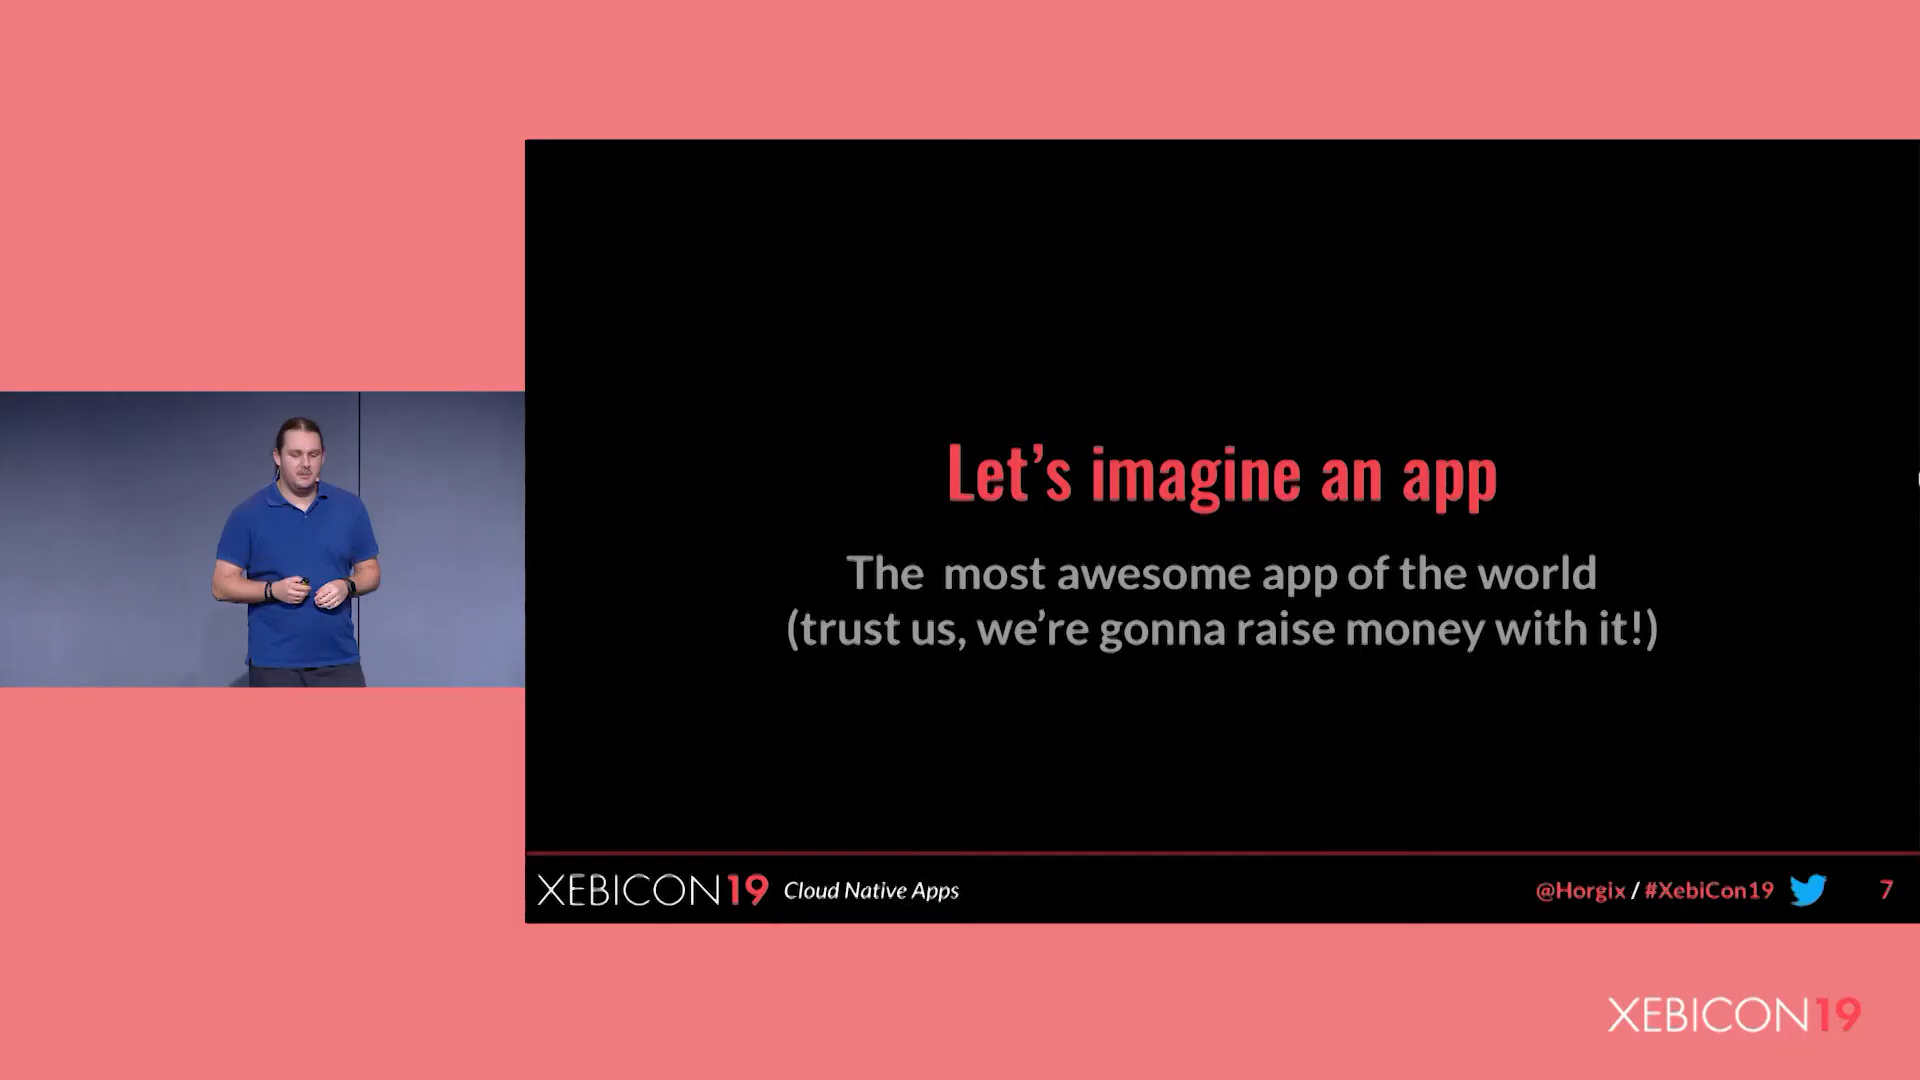 Let's imagine an app
The most awesome app of the world
(trust us, we're gonna raise money with it!)
XEBICON19 Cloud Native Apps
@Horgix / #XebiCon19 7
XEBICON19